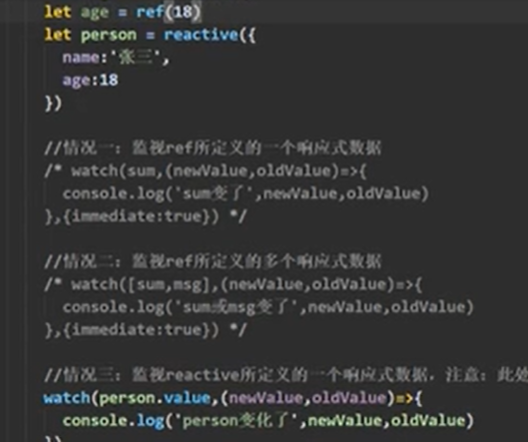 let age = ref(18)
let person = reactive({
name:'张三',
age:18
})
//情况一：监视ref所定义的一个响应式数据
/* watch(sum,(newValue,oldValue)=>{
console.log('sum变了',newValue,oldValue)
},{immediate:true}) */
//情况二：监视ref所定义的多个响应式数据
/* watch([sum,msg],(newValue,oldValue)=>{
console.log('sum或msg变了',newValue,oldValue)
},{immediate:true}) */
//情况三：监视reactive所定义的一个响应式数据，注意：此处
watch(person.value,(newValue,oldValue)=>{
console.log('person变化了',newValue,oldValue)
})